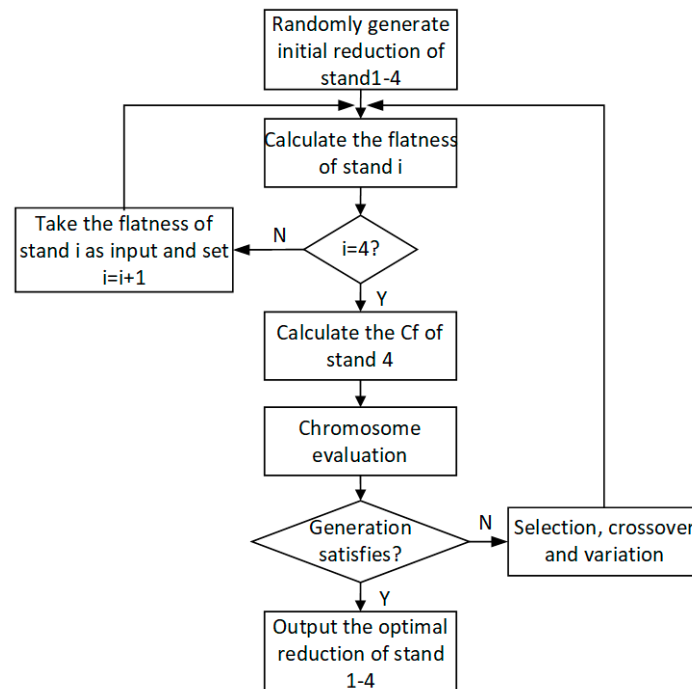 Randomly generate
initial reduction of
stand1-4
Calculate the flatness
of stand i
Take the flatness of
stand i as input and set
i=i+1
N
i=4?
Y
Calculate the Cf of
stand 4
Chromosome
evaluation
Generation
satisfies?
N
Selection, crossover
and variation
Y
Output the optimal
reduction of stand
1-4